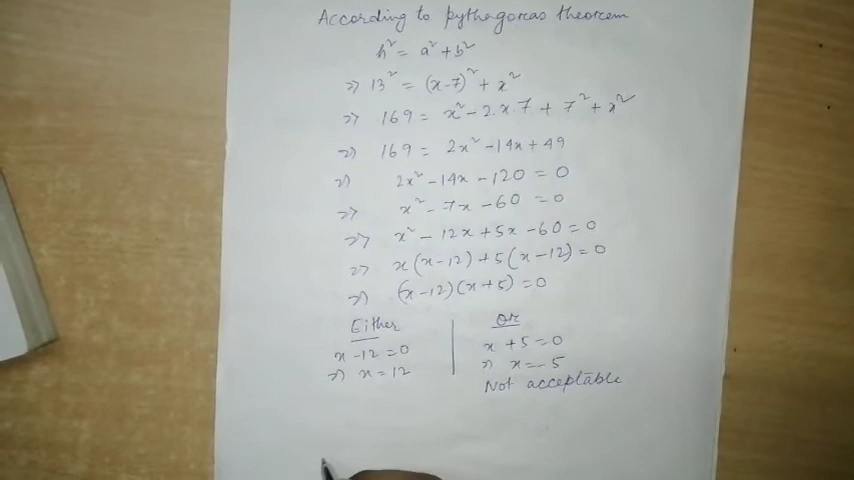 According to pythagoreas theorem
h² = a² + b²
⇒ 13² = (x-7)² + x²
⇒ 169 = x² - 2.x.7 + 7² + x²
⇒ 169 = 2x² - 14x + 49
⇒ 2x² - 14x - 120 = 0
⇒ x² - 7x - 60 = 0
⇒ x² - 12x + 5x - 60 = 0
⇒ x(x-12) + 5(x-12) = 0
⇒ (x-12)(x+5) = 0
Either
x - 12 = 0
⇒ x = 12
OR
x + 5 = 0
⇒ x = -5
Not acceptable